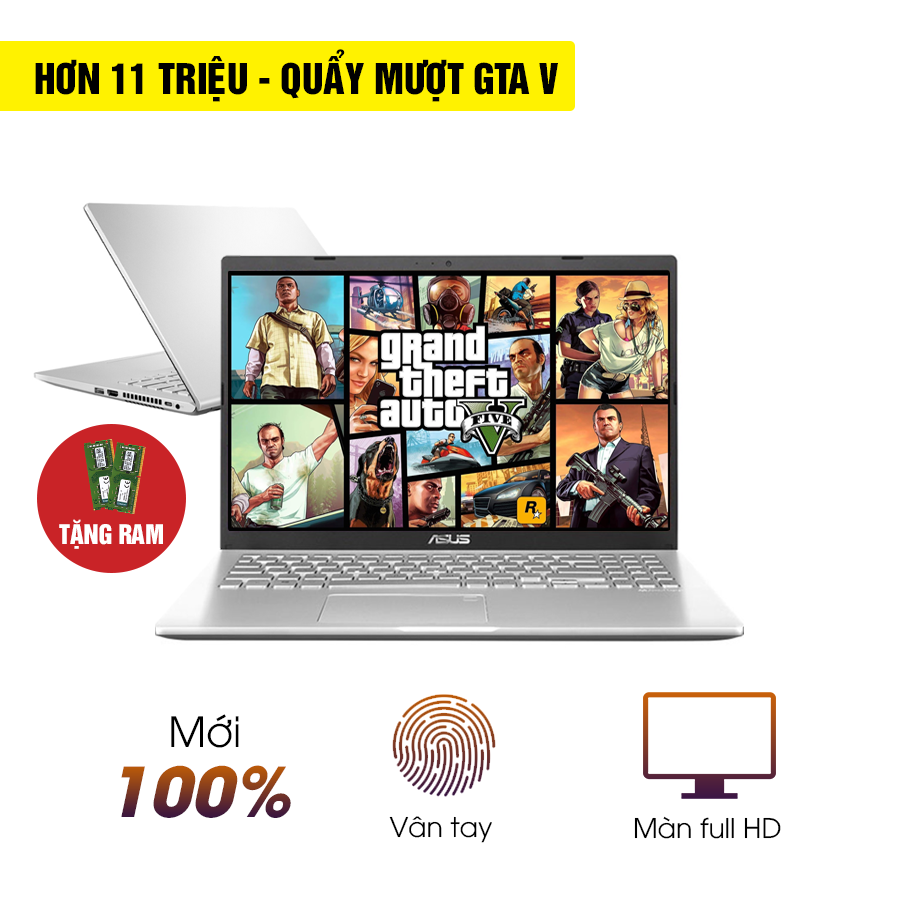 HƠN 11 TRIỆU - QUẨY MƯỢT GTA V
grand
theft
auto
FIVE
V
R
ASUS
TẶNG RAM
Mới
100%
Vân tay
Màn full HD